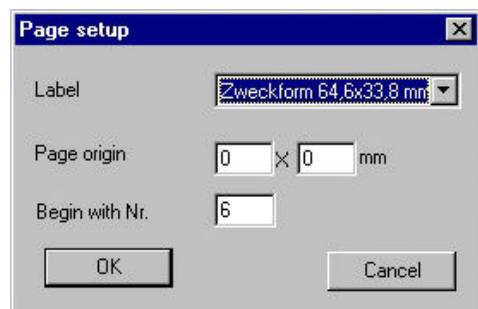 Page setup
Label Zweckform 64,6x33,8 mm
Page origin 0 X 0 mm
Begin with Nr. 6
OK Cancel